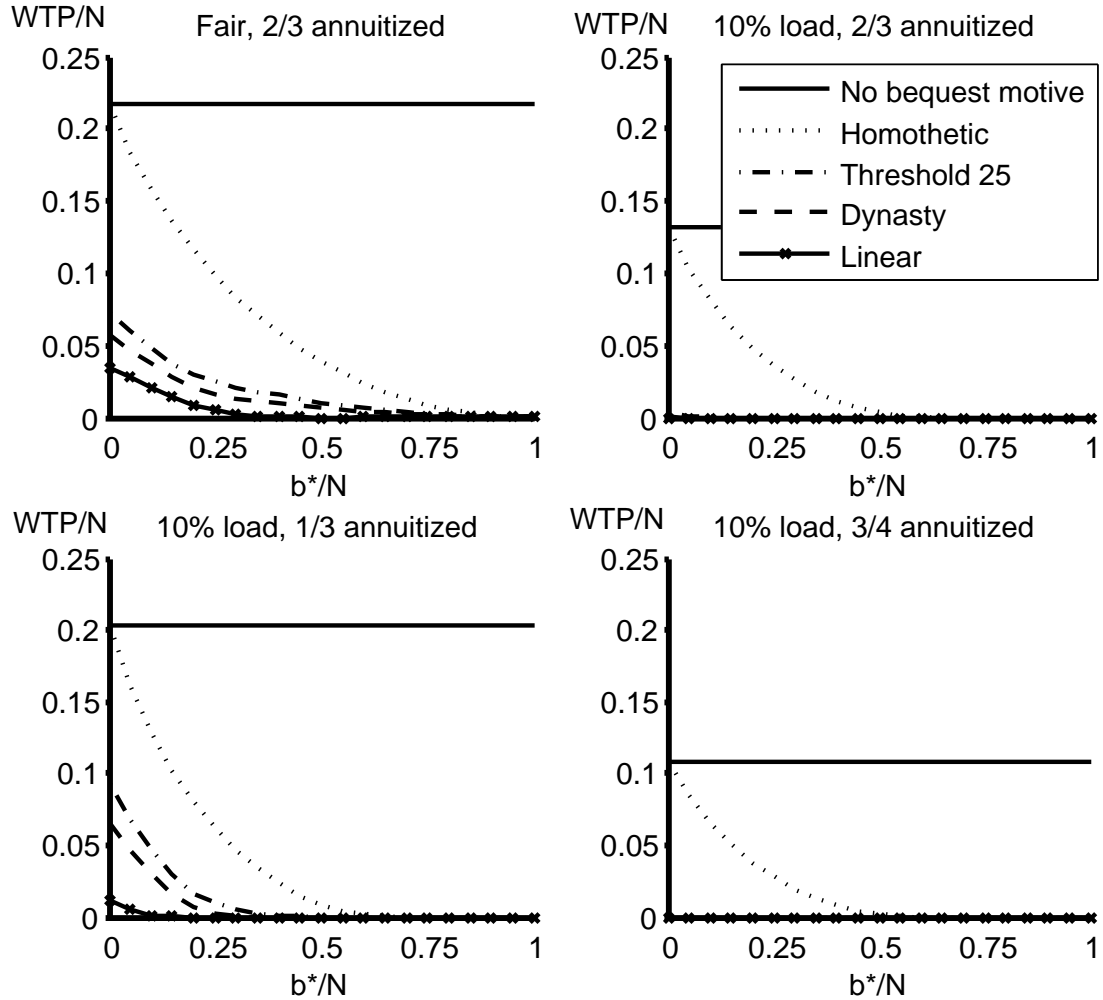 WTP/N
Fair, 2/3 annuitized
0.25
0.2
0.15
0.1
0.05
0
0 0.25 0.5 0.75 1
b*/N
WTP/N
10% load, 2/3 annuitized
0.25
0.2
0.15
0.1
0.05
0
0 0.25 0.5 0.75 1
b*/N
No bequest motive
Homothetic
Threshold 25
Dynasty
Linear
WTP/N
10% load, 1/3 annuitized
0.25
0.2
0.15
0.1
0.05
0
0 0.25 0.5 0.75 1
b*/N
WTP/N
10% load, 3/4 annuitized
0.25
0.2
0.15
0.1
0.05
0
0 0.25 0.5 0.75 1
b*/N